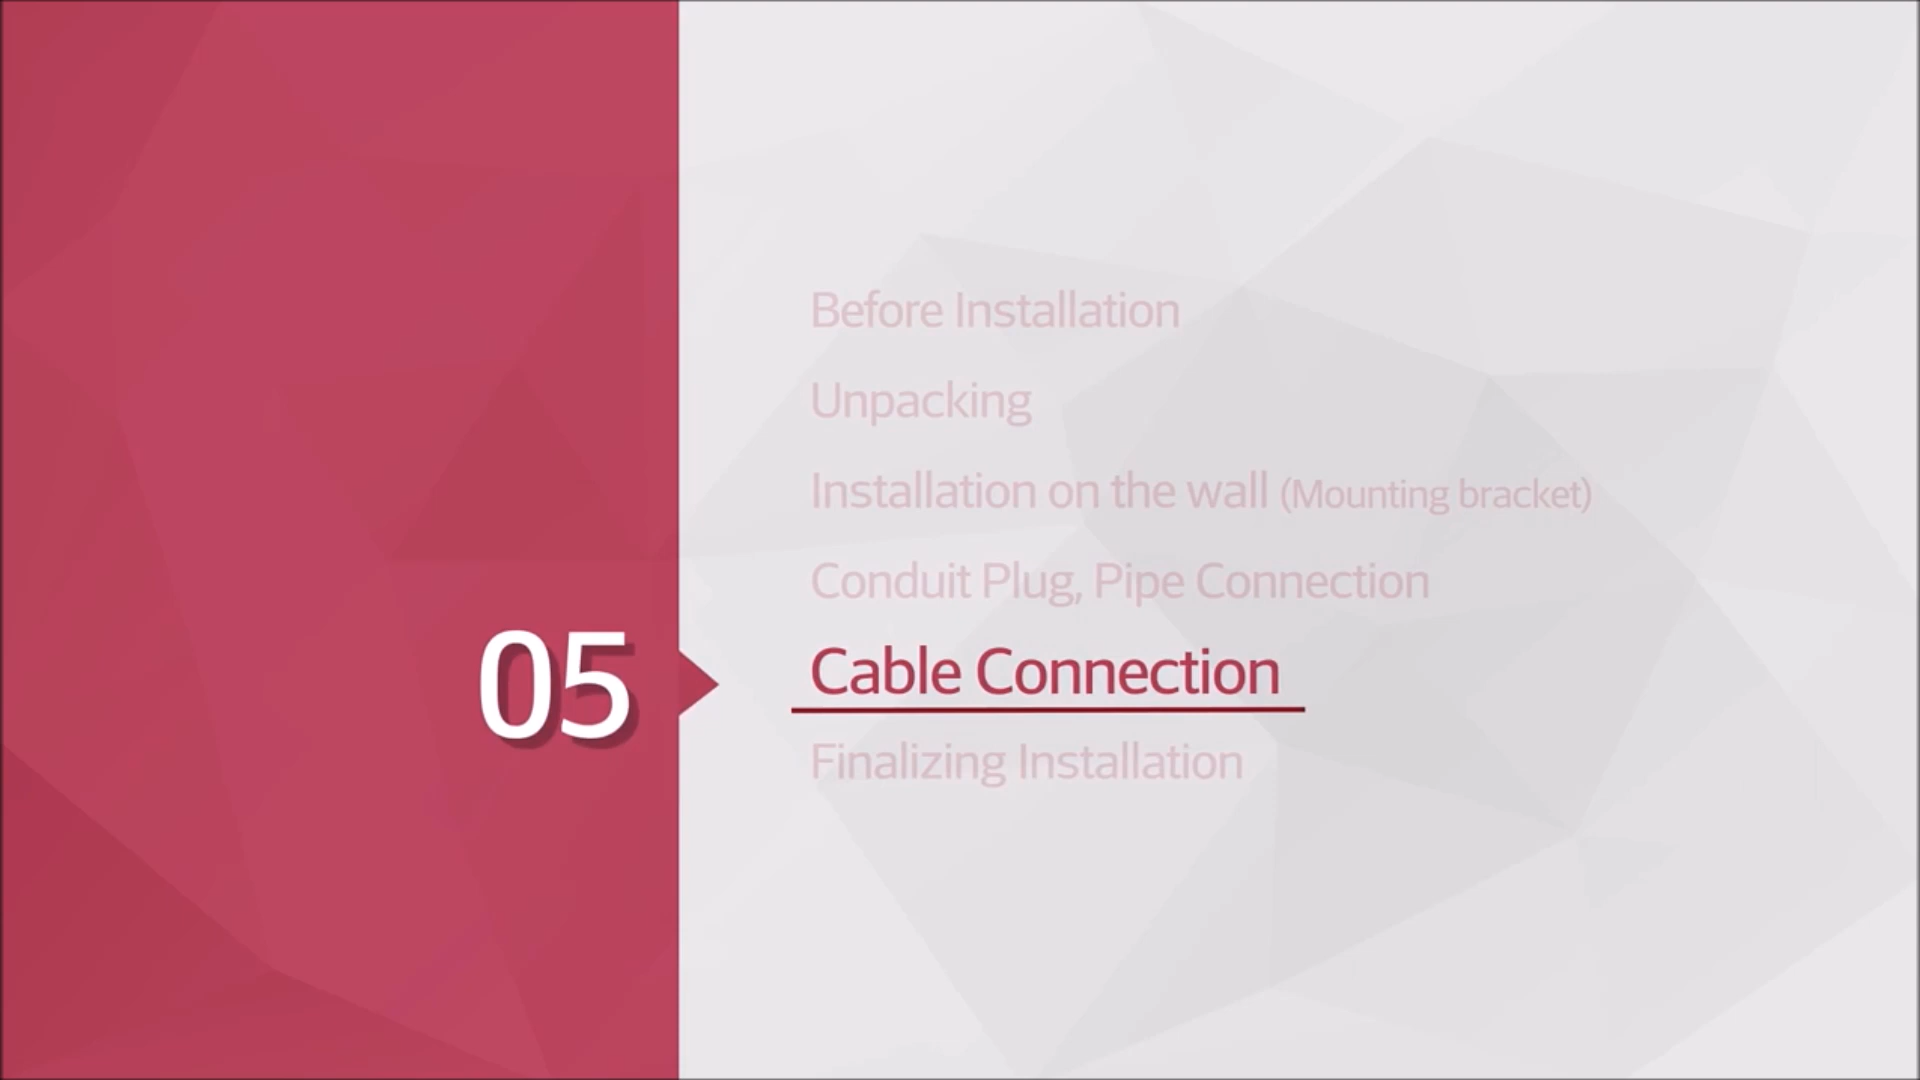 Before Installation
Unpacking
Installation on the wall (Mounting bracket)
Conduit Plug, Pipe Connection
05
Cable Connection
Finalizing Installation